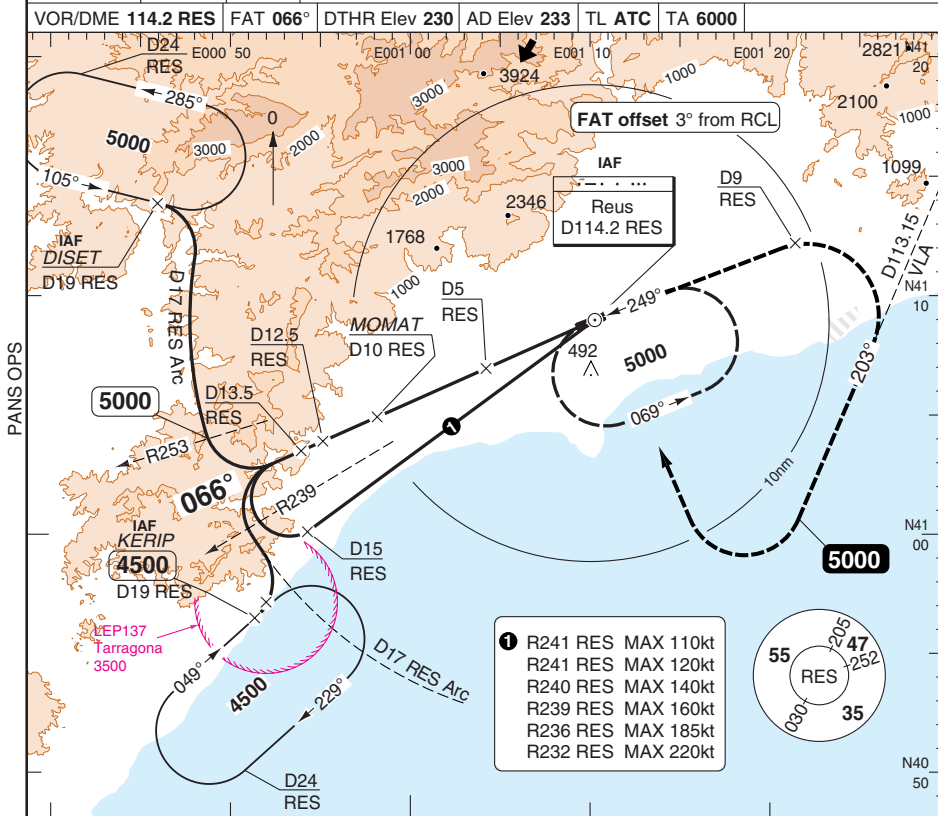 VOR/DME 114.2 RES FAT 066° DTHR Elev 230 AD Elev 233 TL ATC TA 6000
PANS OPS
D24
RES
E000 50
E001 00
E001 10
E001 20
N41
20
3924
2821
2100
1000
1099
285°
5000
3000
2000
105°
0
3000
3000
2000
1000
1000
FAT offset 3° from RCL
IAF
Reus
D114.2 RES
D9
RES
D113.15
VLA
2346
1768
IAF
DISET
D19 RES
D17 RES Arc
D12.5
RES
MOMAT
D10 RES
D5
RES
249°
N41
10
492
5000
069°
203°
5000
D13.5
RES
R253
066°
R239
1
10nm
IAF
KERIP
4500
D19 RES
D15
RES
N41
00
5000
LEP137
Tarragona
3500
049°
4500
229°
D17 RES Arc
D24
RES
1 R241 RES MAX 110kt
R241 RES MAX 120kt
R240 RES MAX 140kt
R239 RES MAX 160kt
R236 RES MAX 185kt
R232 RES MAX 220kt
205
55
47
252
RES
030
35
N40
50